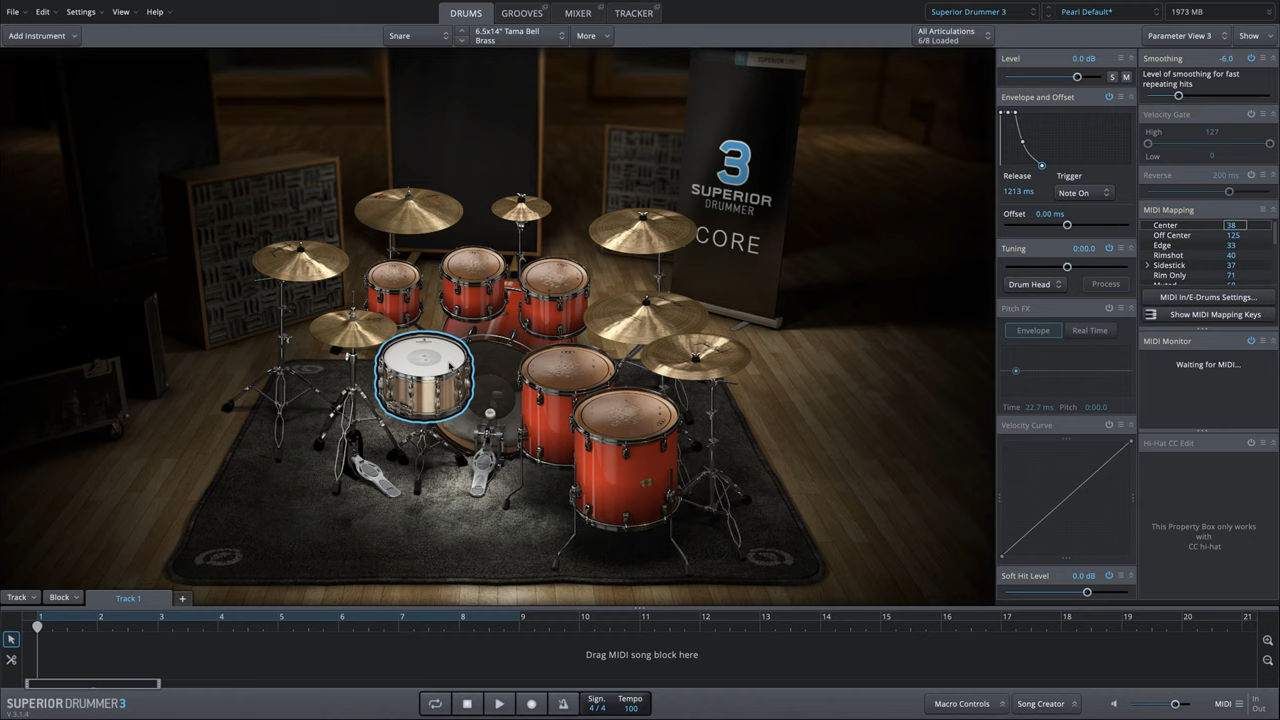 File Edit Settings View Help
DRUMS GROOVES MIXER TRACKER
Superior Drummer 3 Pearl Default* 1973 MB
Add Instrument
Snare 6.5x14" Tama Bell Brass More
All Articulations
6/8 Loaded
Parameter View 3 Show
3
SUPERIOR
DRUMMER
CORE
Level 0.0 dB
S M
Envelope and Offset
Release Trigger
1213 ms Note On
Offset 0.00 ms
Tuning 0:00.0
Drum Head Process
Pitch FX
Envelope Real Time
Time 22.7 ms Pitch 0:00.0
Velocity Curve
Soft Hit Level 0.0 dB
Smoothing -6.0
Level of smoothing for fast
repeating hits
Velocity Gate
High 127
Low 0
Reverse 200 ms
MIDI Mapping
Center 38
Off Center 125
Edge 33
Rimshot 40
Sidestick 37
Rim Only 71
MIDI In/E-Drums Settings...
Show MIDI Mapping Keys
MIDI Monitor
Waiting for MIDI...
Hi-Hat CC Edit
This Property Box only works
with
CC hi-hat
Track Block Track 1 +
1 2 3 4 5 6 7 8 9 10 11 12 13 14 15 16 17 18 19 20 21
Drag MIDI song block here
SUPERIOR DRUMMER 3
V 3.1.4
Sign. Tempo
4 / 4 100
Macro Controls Song Creator
MIDI In
Out